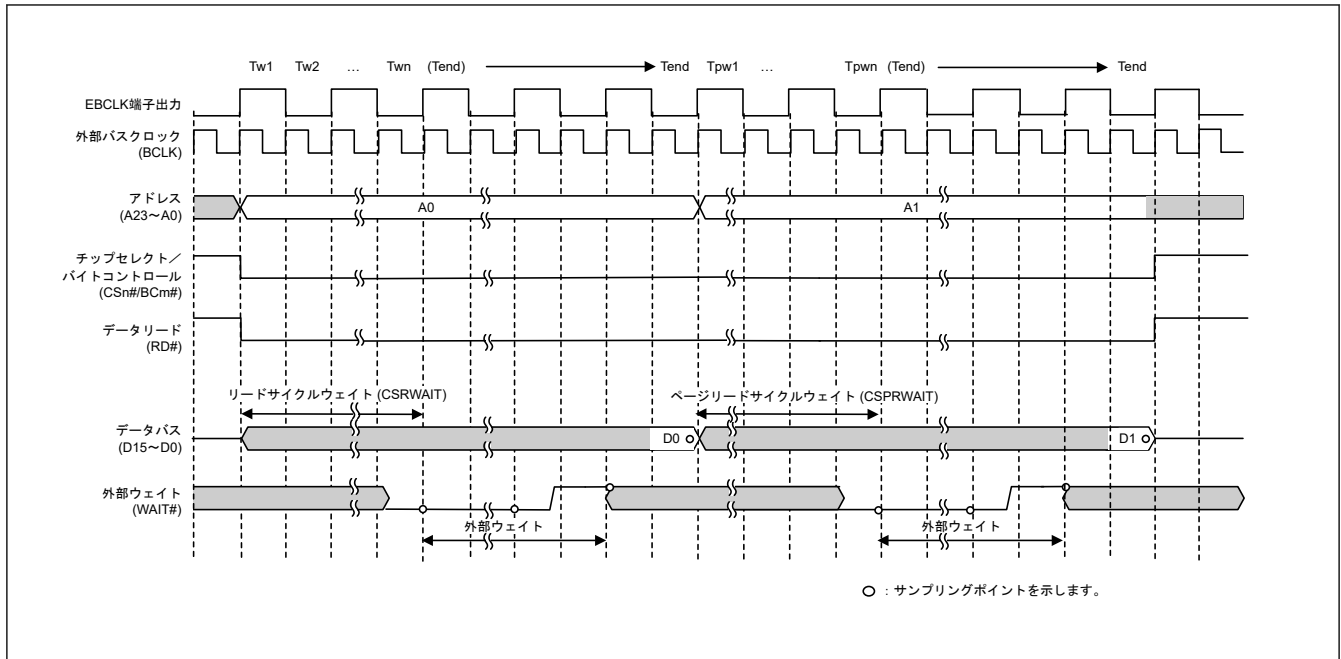 Tw1 Tw2 … Twn (Tend) Tend Tpw1 … Tpwn (Tend) Tend
EBCLK端子出力
外部バスクロック
(BCLK)
アドレス
(A23～A0)
A0 A1
チップセレクト／
バイトコントロール
(CSn#/BCm#)
データリード
(RD#)
リードサイクルウェイト (CSRWAIT) ページリードサイクルウェイト (CSPRWAIT)
データバス
(D15～D0)
D0 D1
外部ウェイト
(WAIT#)
外部ウェイト 外部ウェイト
：サンプリングポイントを示します。